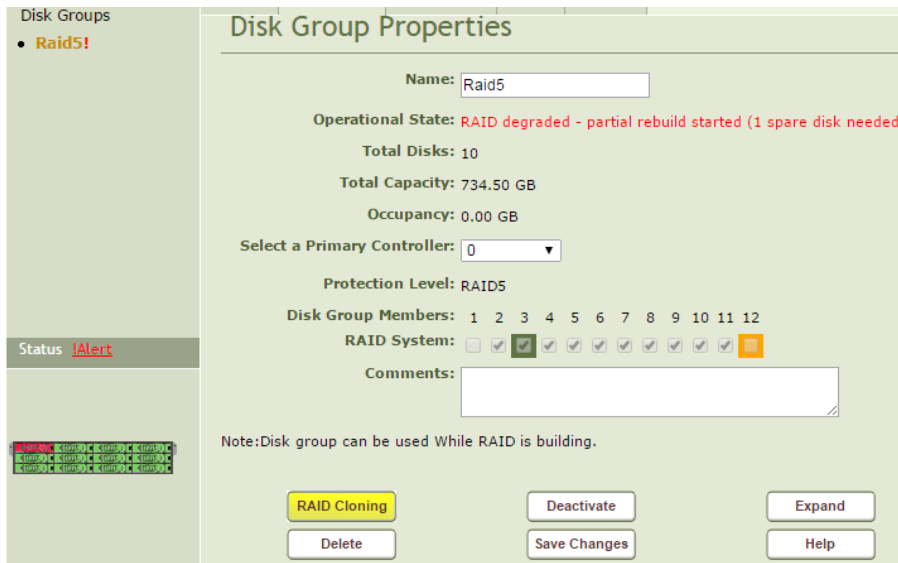 Disk Groups
Raid5!
Disk Group Properties
Name: Raid5
Operational State: RAID degraded - partial rebuild started (1 spare disk needed
Total Disks: 10
Total Capacity: 734.50 GB
Occupancy: 0.00 GB
Select a Primary Controller: 0
Protection Level: RAID5
Disk Group Members: 1 2 3 4 5 6 7 8 9 10 11 12
RAID System:
Status !Alert
Comments:
Note:Disk group can be used While RAID is building.
RAID Cloning Deactivate Expand
Delete Save Changes Help